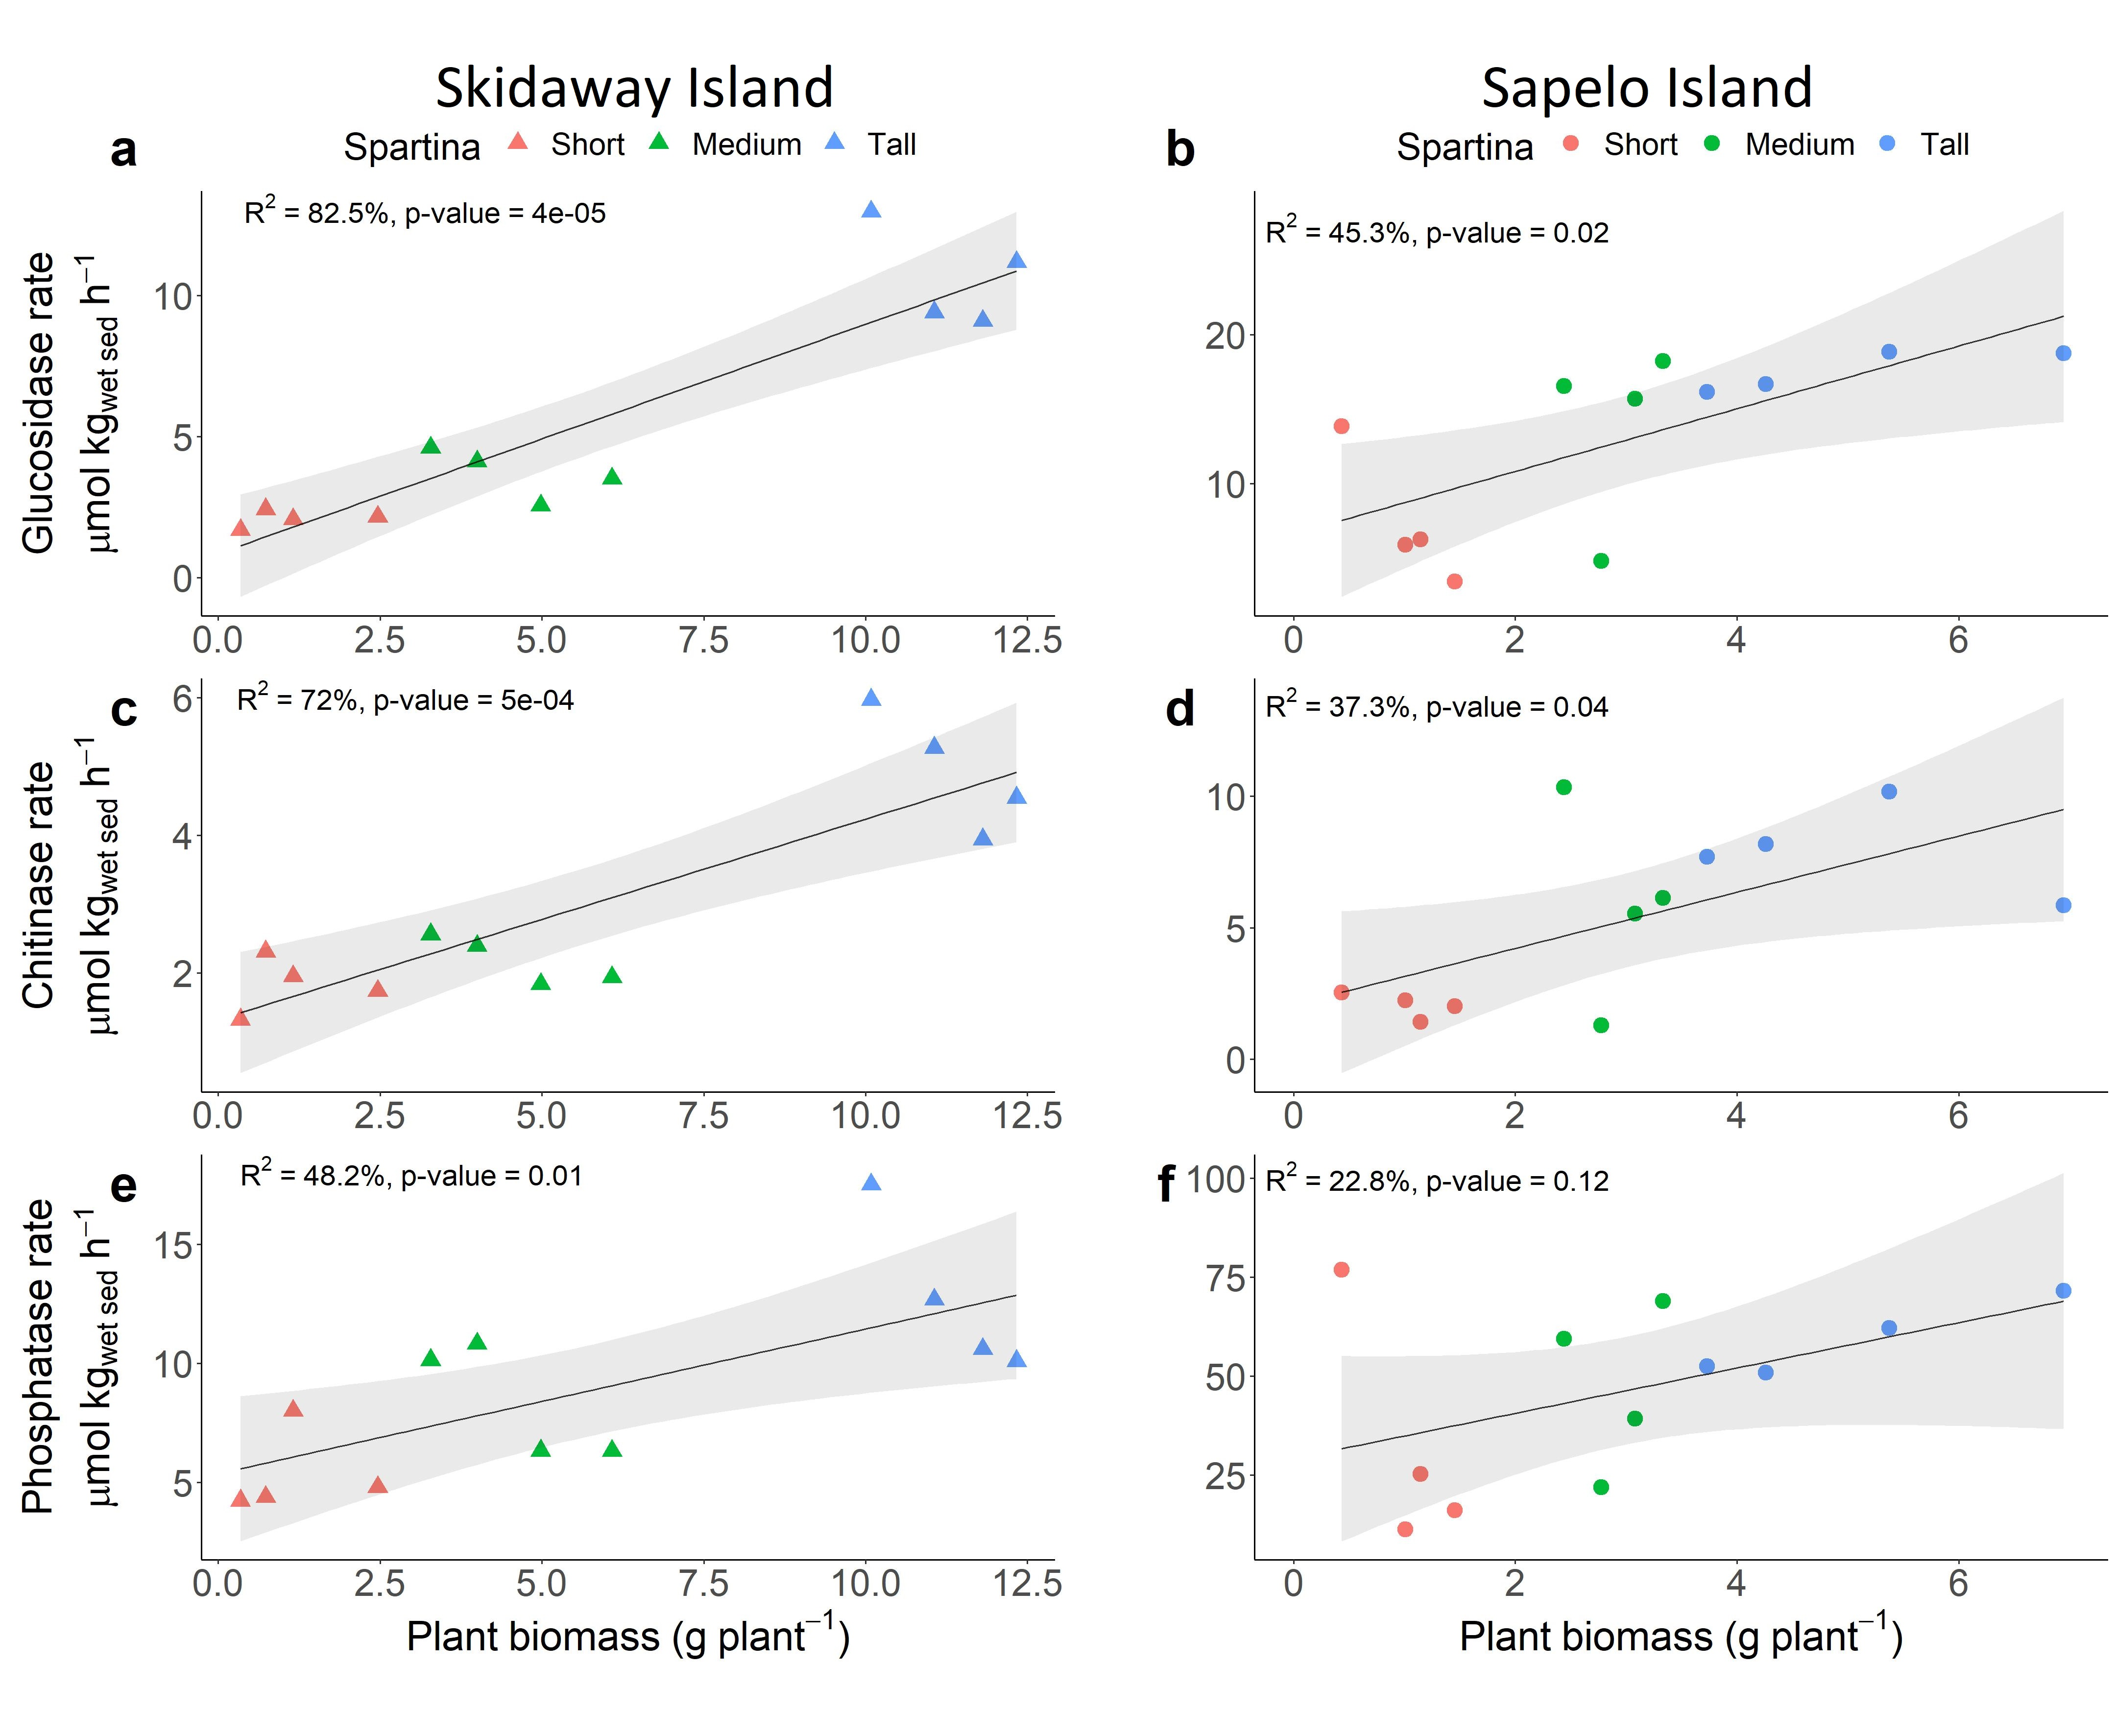 Skidaway Island
Sapelo Island
a
Spartina Short Medium Tall
b
Spartina Short Medium Tall
R² = 82.5%, p-value = 4e-05
Glucosidase rate
μmol kg wet sed h⁻¹
10
5
0
0.0 2.5 5.0 7.5 10.0 12.5
R² = 45.3%, p-value = 0.02
20
10
0 2 4 6
c
R² = 72%, p-value = 5e-04
Chitinase rate
μmol kg wet sed h⁻¹
6
4
2
0.0 2.5 5.0 7.5 10.0 12.5
d
R² = 37.3%, p-value = 0.04
10
5
0
0 2 4 6
e
R² = 48.2%, p-value = 0.01
Phosphatase rate
μmol kg wet sed h⁻¹
15
10
5
0.0 2.5 5.0 7.5 10.0 12.5
Plant biomass (g plant⁻¹)
f
R² = 22.8%, p-value = 0.12
100
75
50
25
0 2 4 6
Plant biomass (g plant⁻¹)